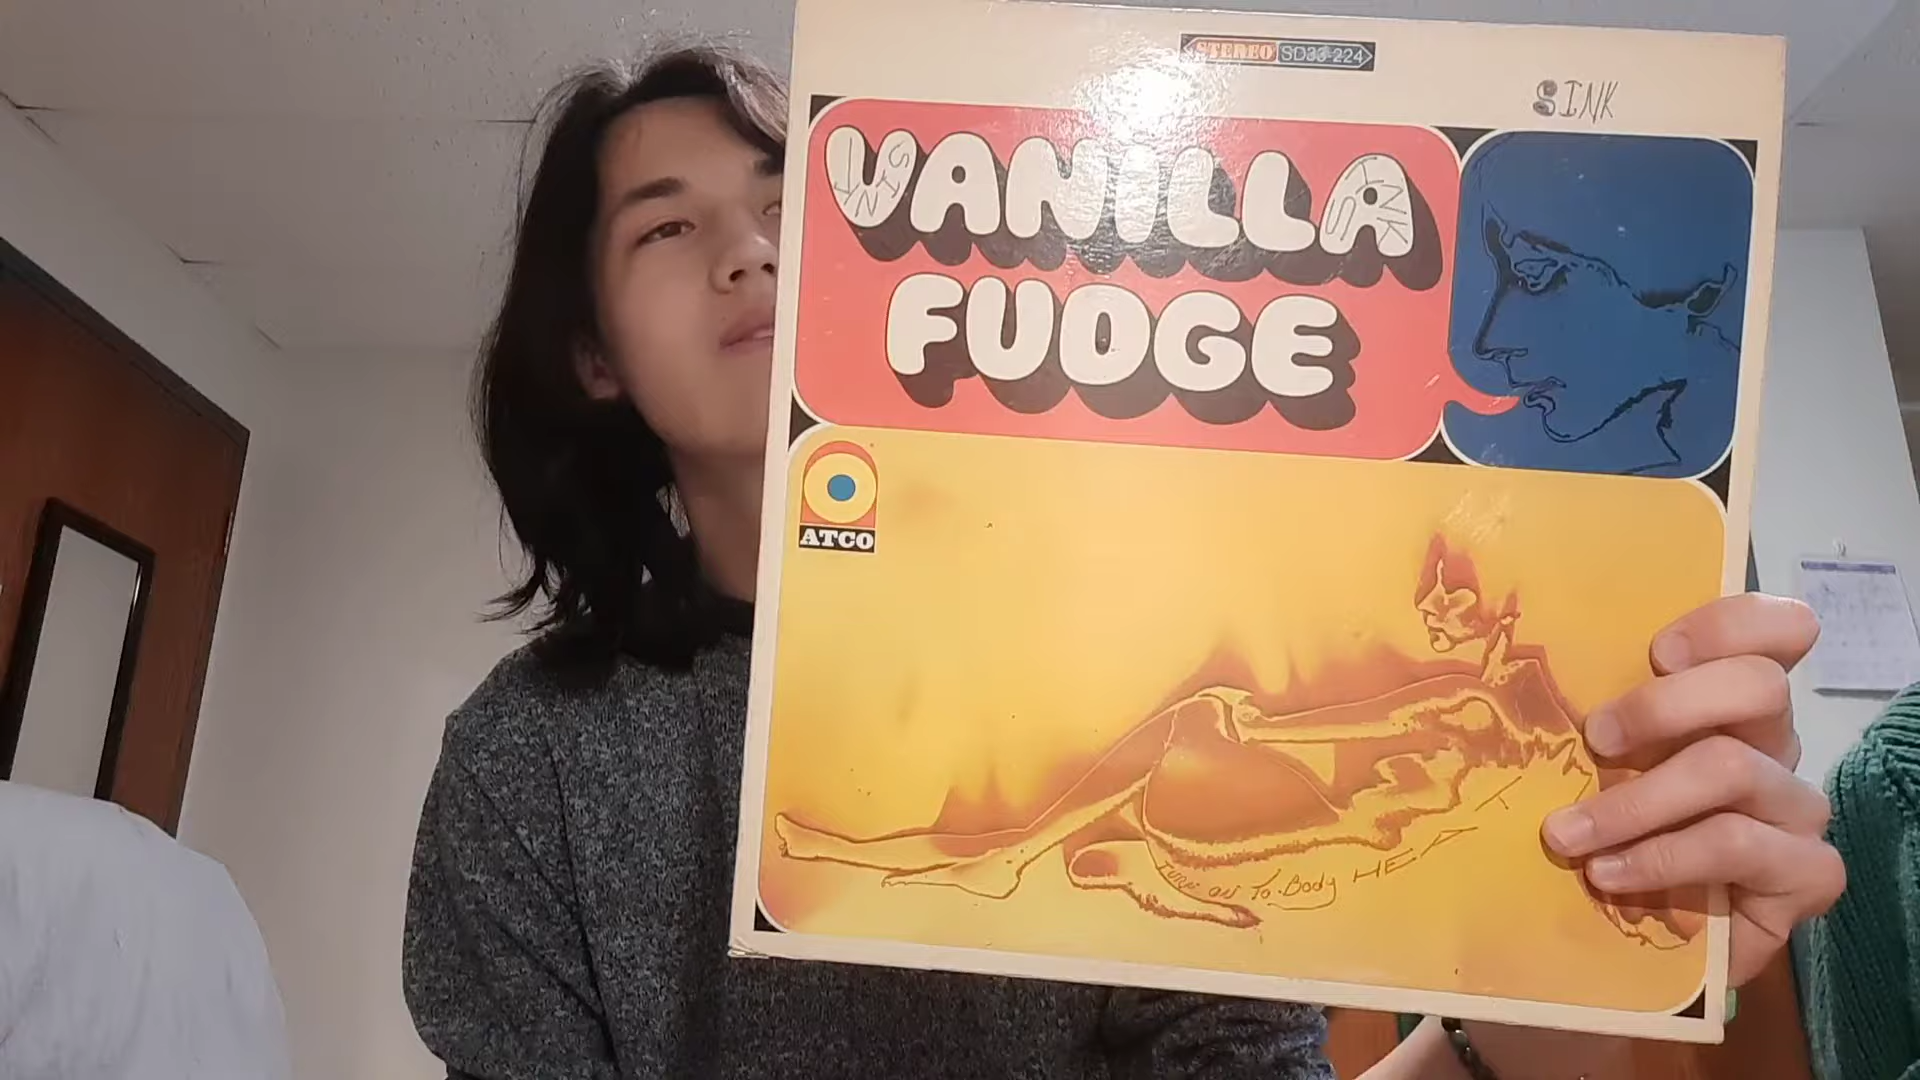 STEREO SD33-224
SINK
VANILLA
SINK
SINK
FUDGE
ATCO
Turn on To-Body HEAT